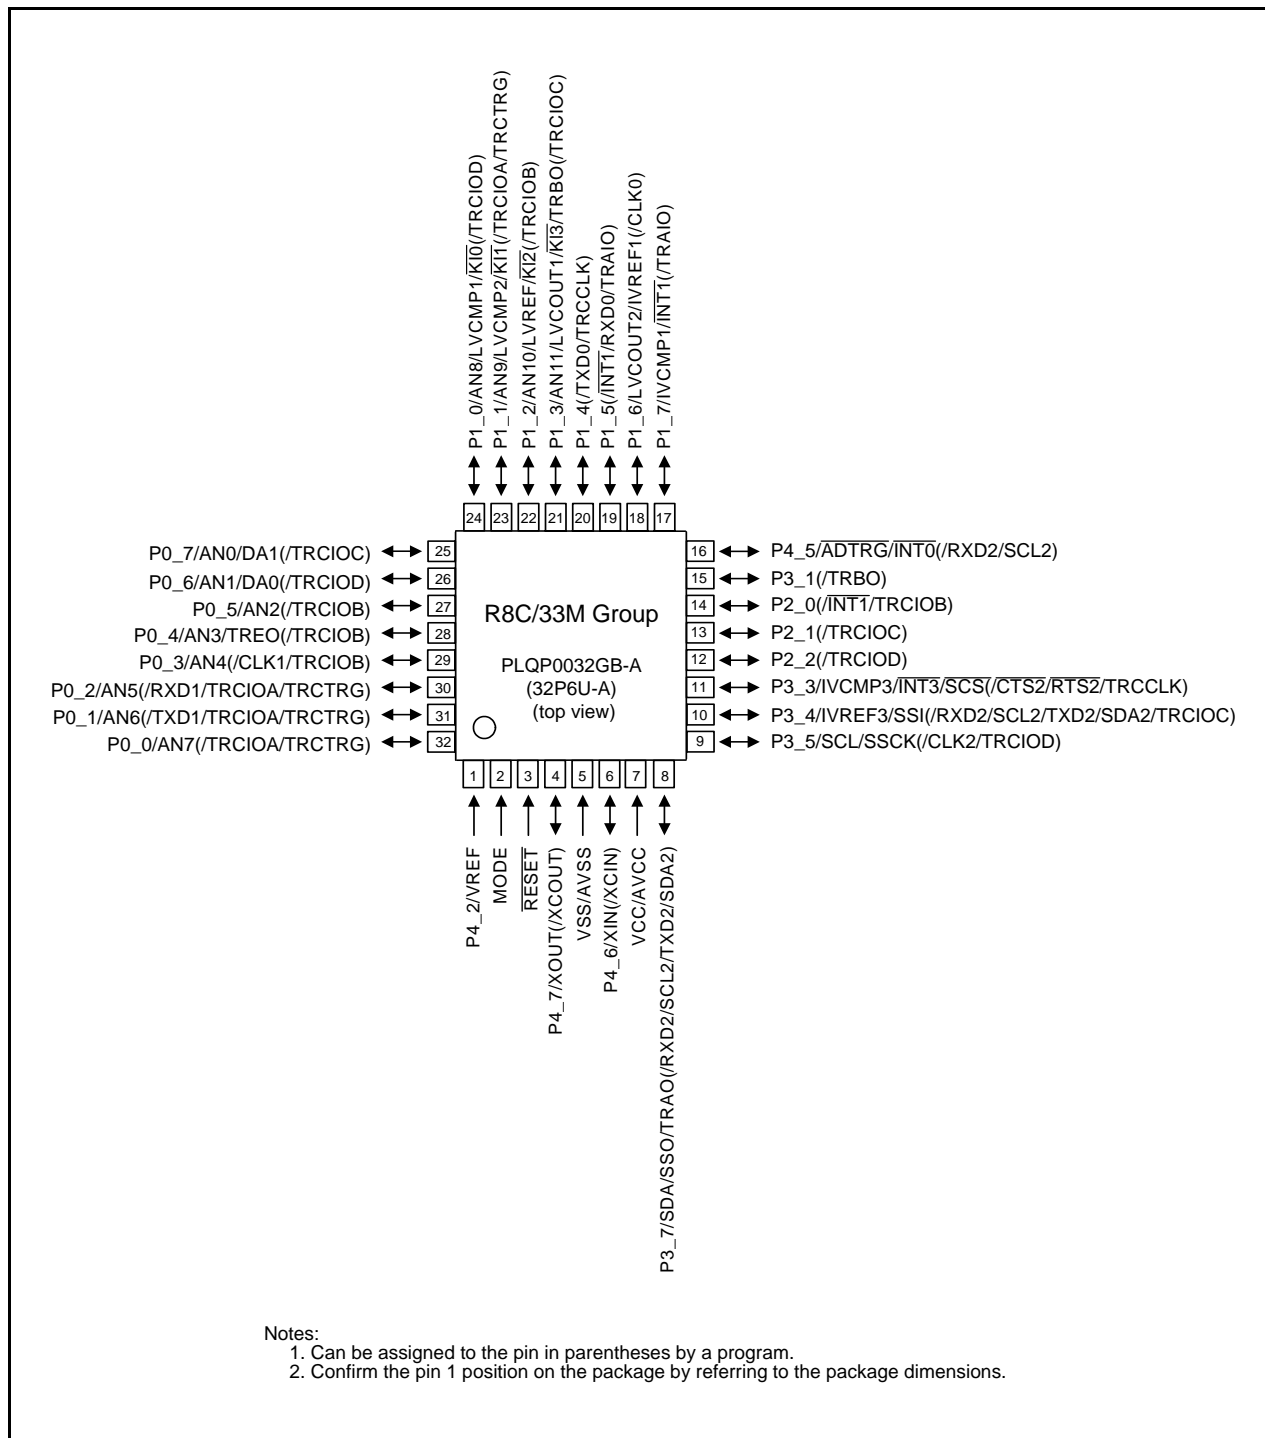 P1_0/AN8/LVCMP1/KI0(/TRCIOD)
P1_1/AN9/LVCMP2/KI1(/TRCIOA/TRCTRG)
P1_2/AN10/LVREF/KI2(/TRCIOB)
P1_3/AN11/LVCOUT1/KI3/TRBO(/TRCIOC)
P1_4(/TXD0/TRCCLK)
P1_5(/INT1/RXD0/TRAIO)
P1_6/LVCOUT2/IVREF1(/CLK0)
P1_7/IVCMP1/INT1(/TRAIO)
24 23 22 21 20 19 18 17
P0_7/AN0/DA1(/TRCIOC) 25
P0_6/AN1/DA0(/TRCIOD) 26
P0_5/AN2(/TRCIOB) 27
P0_4/AN3/TREO(/TRCIOB) 28
P0_3/AN4(/CLK1/TRCIOB) 29
P0_2/AN5(/RXD1/TRCIOA/TRCTRG) 30
P0_1/AN6(/TXD1/TRCIOA/TRCTRG) 31
P0_0/AN7(/TRCIOA/TRCTRG) 32
R8C/33M Group
PLQP0032GB-A
(32P6U-A)
(top view)
16 P4_5/ADTRG/INT0(/RXD2/SCL2)
15 P3_1(/TRBO)
14 P2_0(/INT1/TRCIOB)
13 P2_1(/TRCIOC)
12 P2_2(/TRCIOD)
11 P3_3/IVCMP3/INT3/SCS(/CTS2/RTS2/TRCCLK)
10 P3_4/IVREF3/SSI(/RXD2/SCL2/TXD2/SDA2/TRCIOC)
9 P3_5/SCL/SSCK(/CLK2/TRCIOD)
1 2 3 4 5 6 7 8
P4_2/VREF
MODE
RESET
P4_7/XOUT(/XCOUT)
VSS/AVSS
P4_6/XIN(/XCIN)
VCC/AVCC
P3_7/SDA/SSO/TRAO(/RXD2/SCL2/TXD2/SDA2)
Notes:
1. Can be assigned to the pin in parentheses by a program.
2. Confirm the pin 1 position on the package by referring to the package dimensions.